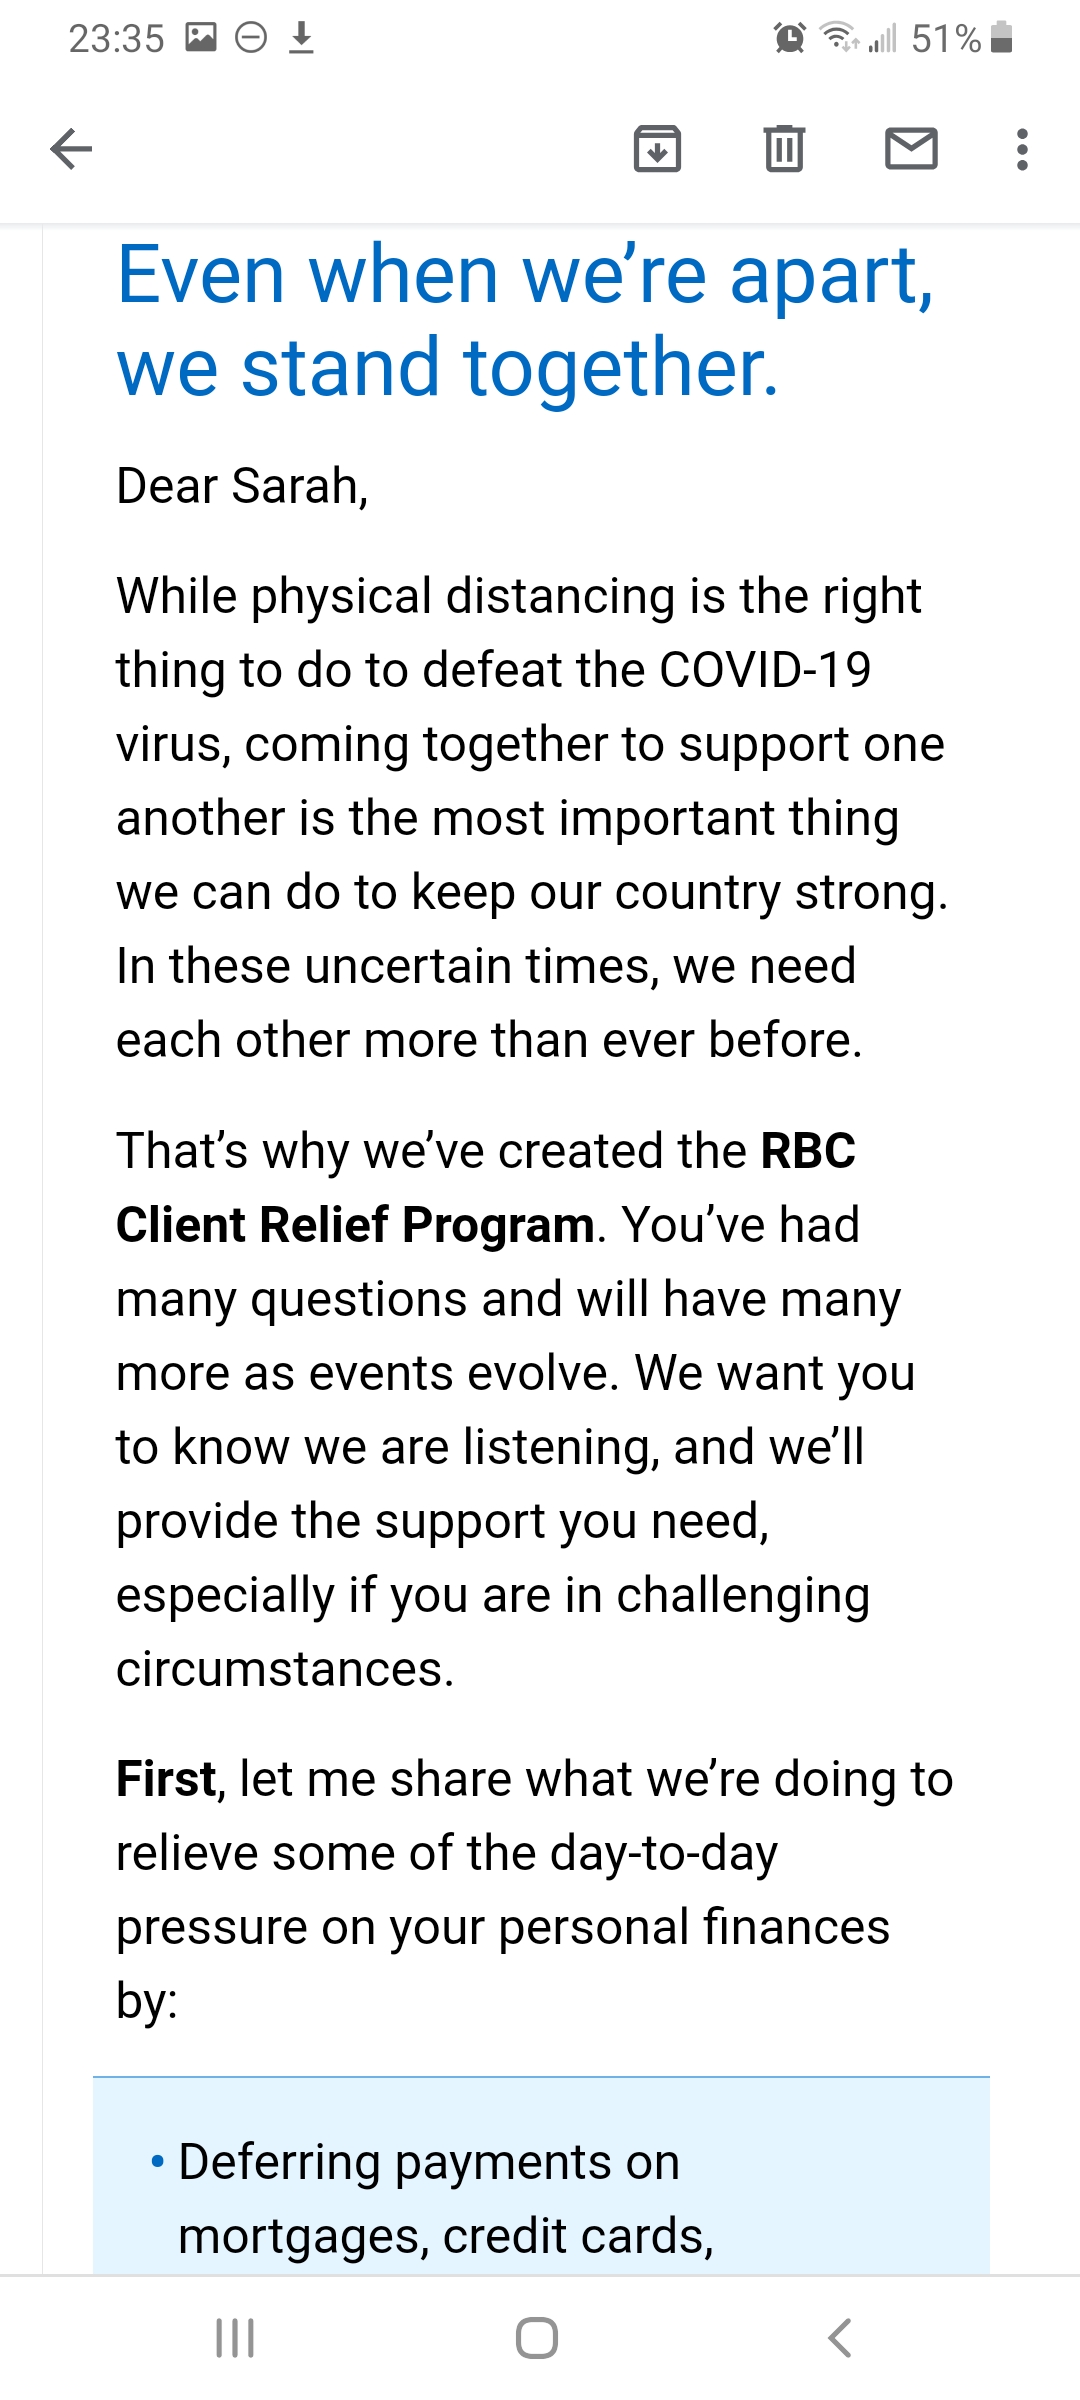 23:35
51%
Even when we’re apart,
we stand together.
Dear Sarah,
While physical distancing is the right
thing to do to defeat the COVID-19
virus, coming together to support one
another is the most important thing
we can do to keep our country strong.
In these uncertain times, we need
each other more than ever before.
That’s why we’ve created the RBC
Client Relief Program. You’ve had
many questions and will have many
more as events evolve. We want you
to know we are listening, and we’ll
provide the support you need,
especially if you are in challenging
circumstances.
First, let me share what we’re doing to
relieve some of the day-to-day
pressure on your personal finances
by:
• Deferring payments on
mortgages, credit cards,